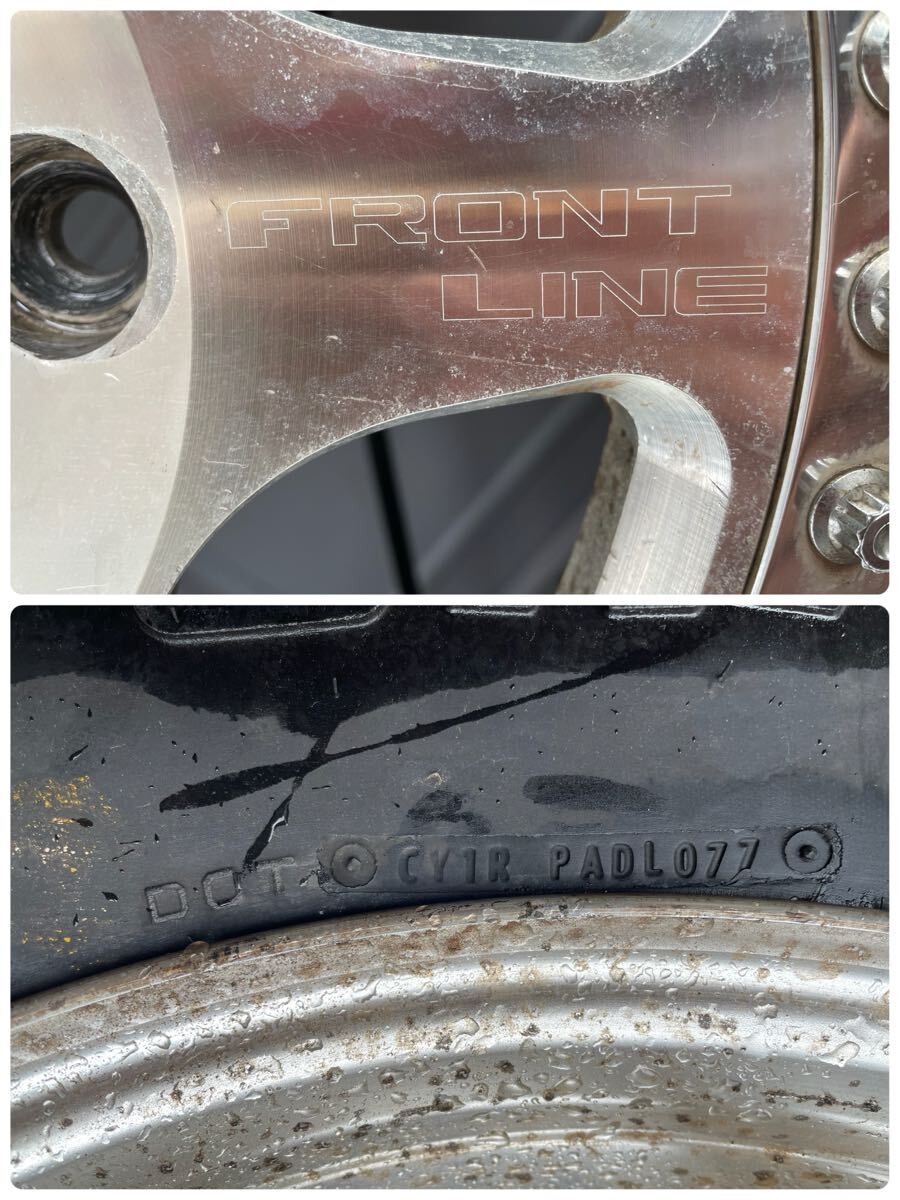 FRONT
LINE
DOT CY1R PADL077